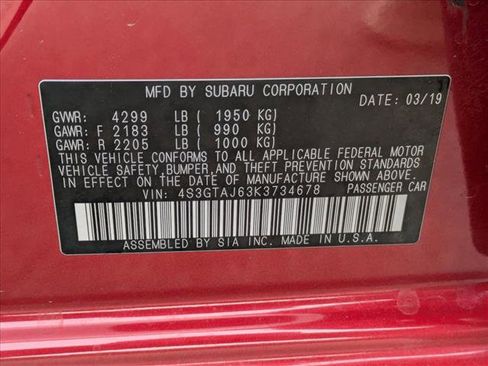 MFD BY SUBARU CORPORATION
DATE: 03/19
GVWR: 4299 LB ( 1950 KG)
GAWR: F 2183 LB ( 990 KG)
GAWR: R 2205 LB ( 1000 KG)
THIS VEHICLE CONFORMS TO ALL APPLICABLE FEDERAL MOTOR
VEHICLE SAFETY, BUMPER, AND THEFT PREVENTION STANDARDS
IN EFFECT ON THE DATE OF MANUFACTURE SHOWN ABOVE.
VIN: 4S3GTAJ63K3734678 PASSENGER CAR
ASSEMBLED BY SIA INC. MADE IN U.S.A.